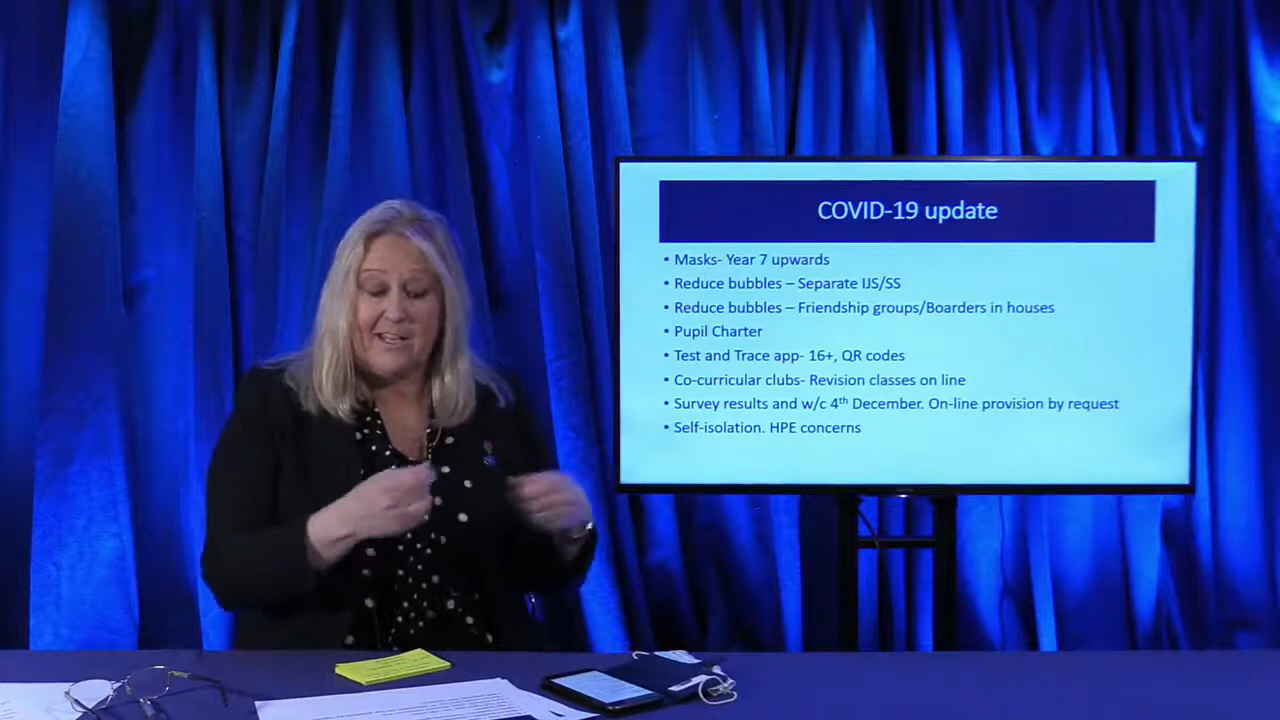 COVID-19 update
• Masks- Year 7 upwards
• Reduce bubbles – Separate IJS/SS
• Reduce bubbles – Friendship groups/Boarders in houses
• Pupil Charter
• Test and Trace app- 16+, QR codes
• Co-curricular clubs- Revision classes on line
• Survey results and w/c 4th December. On-line provision by request
• Self-isolation. HPE concerns